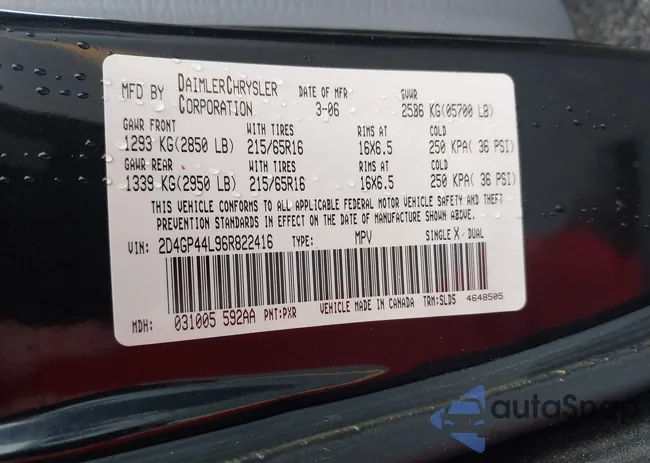 MFD BY DAIMLERCHRYSLER CORPORATION DATE OF MFR 3-06 GVWR 2586 KG(05700 LB)
GAWR FRONT WITH TIRES RIMS AT COLD
1293 KG(2850 LB) 215/65R16 16X6.5 250 KPA( 36 PSI)
GAWR REAR WITH TIRES RIMS AT COLD
1339 KG(2950 LB) 215/65R16 16X6.5 250 KPA( 36 PSI)
THIS VEHICLE CONFORMS TO ALL APPLICABLE FEDERAL MOTOR VEHICLE SAFETY AND THEFT
PREVENTION STANDARDS IN EFFECT ON THE DATE OF MANUFACTURE SHOWN ABOVE.
VIN: 2D4GP44L96R822416 TYPE: MPV SINGLE X DUAL
MDH: 031005 592AA PNT:PXR VEHICLE MADE IN CANADA TRM:SLD5 4648505
autoSnap